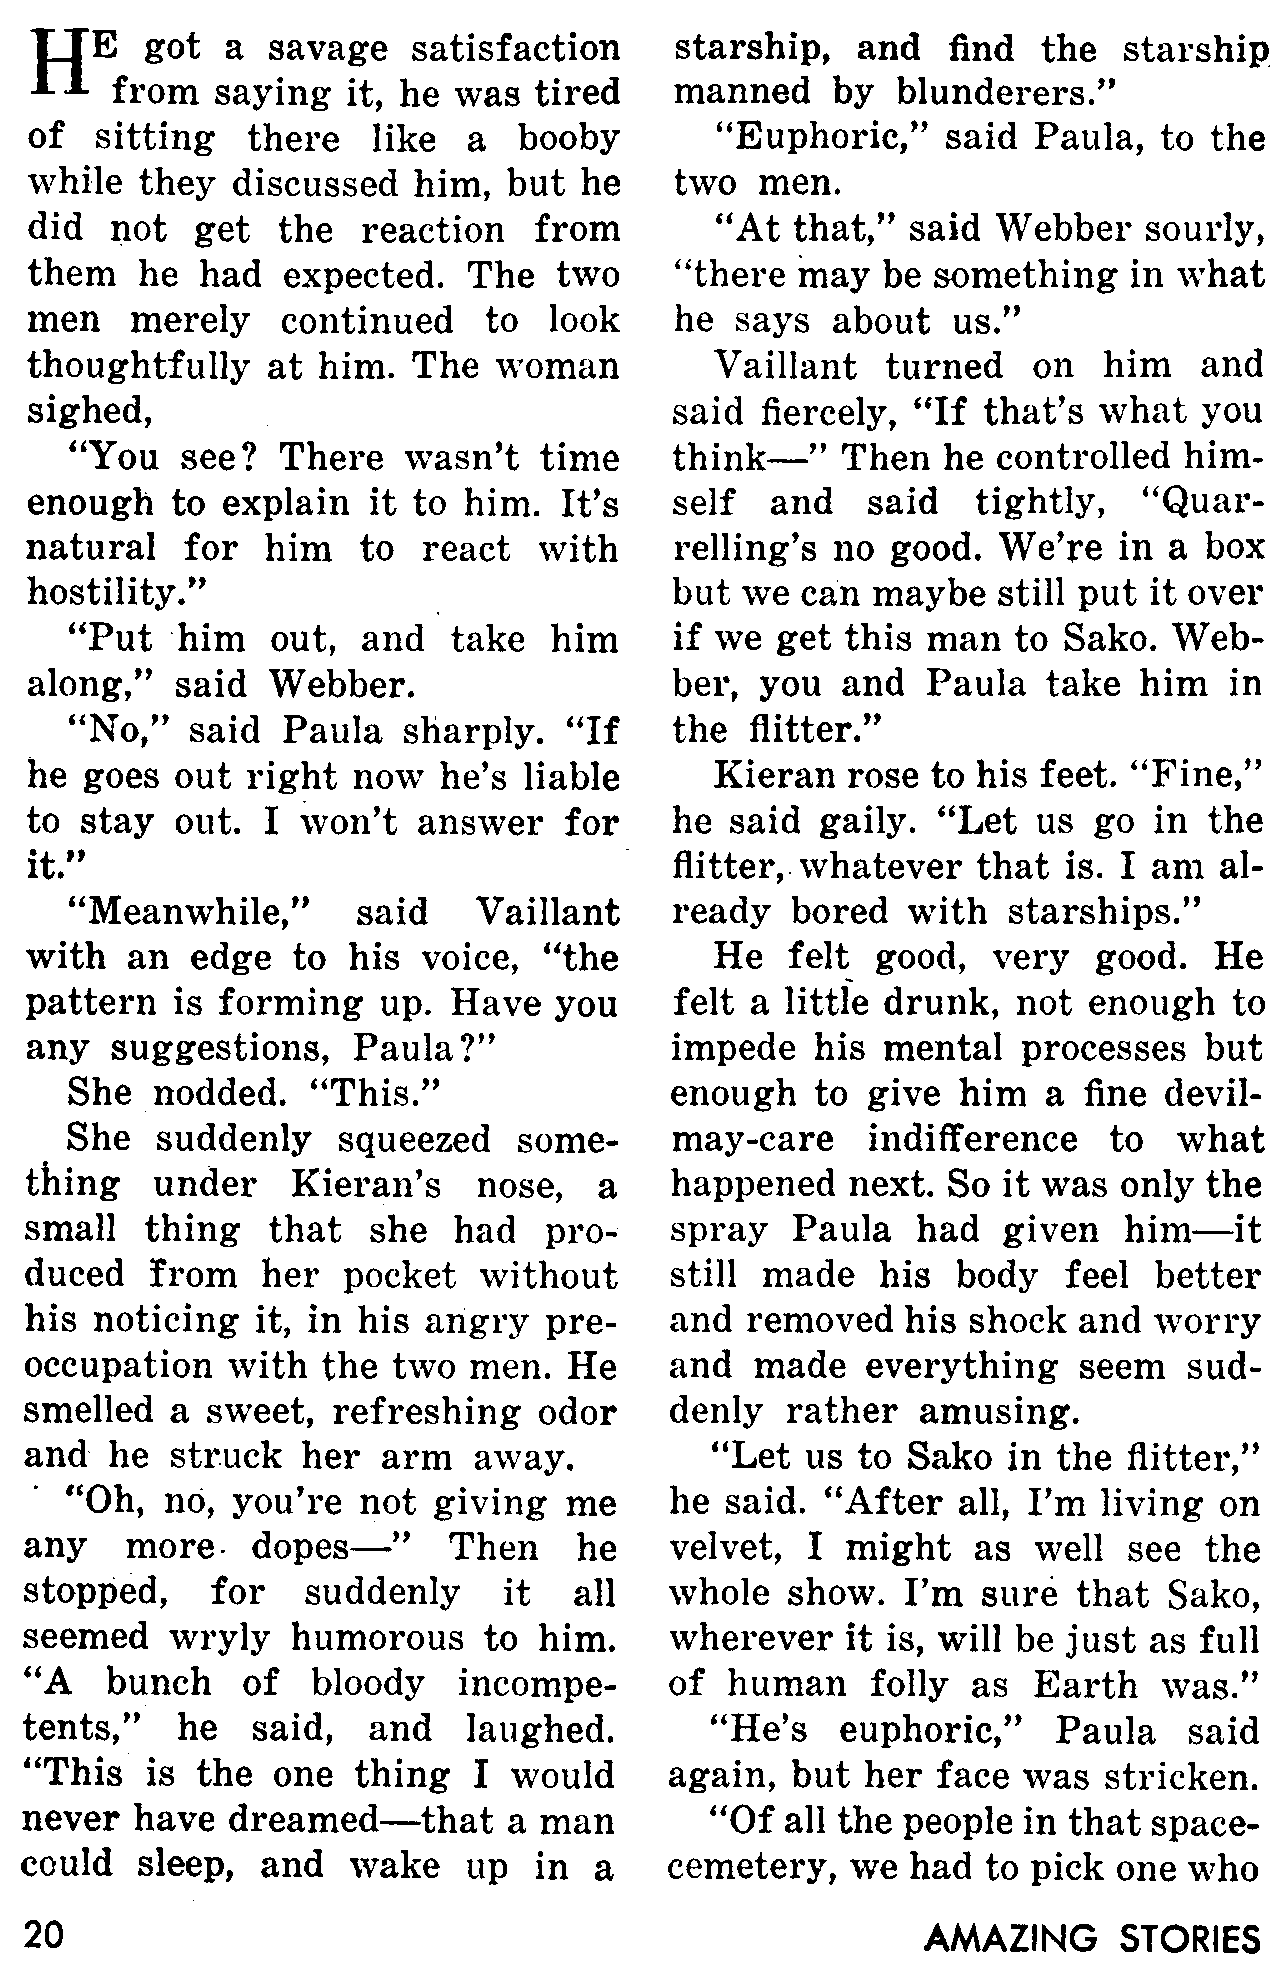 HE got a savage satisfaction
from saying it, he was tired
of sitting there like a booby
while they discussed him, but he
did not get the reaction from
them he had expected. The two
men merely continued to look
thoughtfully at him. The woman
sighed,
“You see? There wasn’t time
enough to explain it to him. It’s
natural for him to react with
hostility.”
“Put him out, and take him
along,” said Webber.
“No,” said Paula sharply. “If
he goes out right now he’s liable
to stay out. I won’t answer for
it.”
“Meanwhile,” said Vaillant
with an edge to his voice, “the
pattern is forming up. Have you
any suggestions, Paula?”
She nodded. “This.”
She suddenly squeezed some-
thing under Kieran’s nose, a
small thing that she had pro-
duced from her pocket without
his noticing it, in his angry pre-
occupation with the two men. He
smelled a sweet, refreshing odor
and he struck her arm away.
“Oh, no, you’re not giving me
any more dopes—” Then he
stopped, for suddenly it all
seemed wryly humorous to him.
“A bunch of bloody incompe-
tents,” he said, and laughed.
“This is the one thing I would
never have dreamed—that a man
could sleep, and wake up in a
starship, and find the starship
manned by blunderers.”
“Euphoric,” said Paula, to the
two men.
“At that,” said Webber sourly,
“there may be something in what
he says about us.”
Vaillant turned on him and
said fiercely, “If that’s what you
think—” Then he controlled him-
self and said tightly, “Quar-
relling’s no good. We’re in a box
but we can maybe still put it over
if we get this man to Sako. Web-
ber, you and Paula take him in
the flitter.”
Kieran rose to his feet. “Fine,”
he said gaily. “Let us go in the
flitter, whatever that is. I am al-
ready bored with starships.”
He felt good, very good. He
felt a little drunk, not enough to
impede his mental processes but
enough to give him a fine devil-
may-care indifference to what
happened next. So it was only the
spray Paula had given him—it
still made his body feel better
and removed his shock and worry
and made everything seem sud-
denly rather amusing.
“Let us to Sako in the flitter,”
he said. “After all, I’m living on
velvet, I might as well see the
whole show. I’m sure that Sako,
wherever it is, will be just as full
of human folly as Earth was.”
“He’s euphoric,” Paula said
again, but her face was stricken.
“Of all the people in that space-
cemetery, we had to pick one who
20
AMAZING STORIES